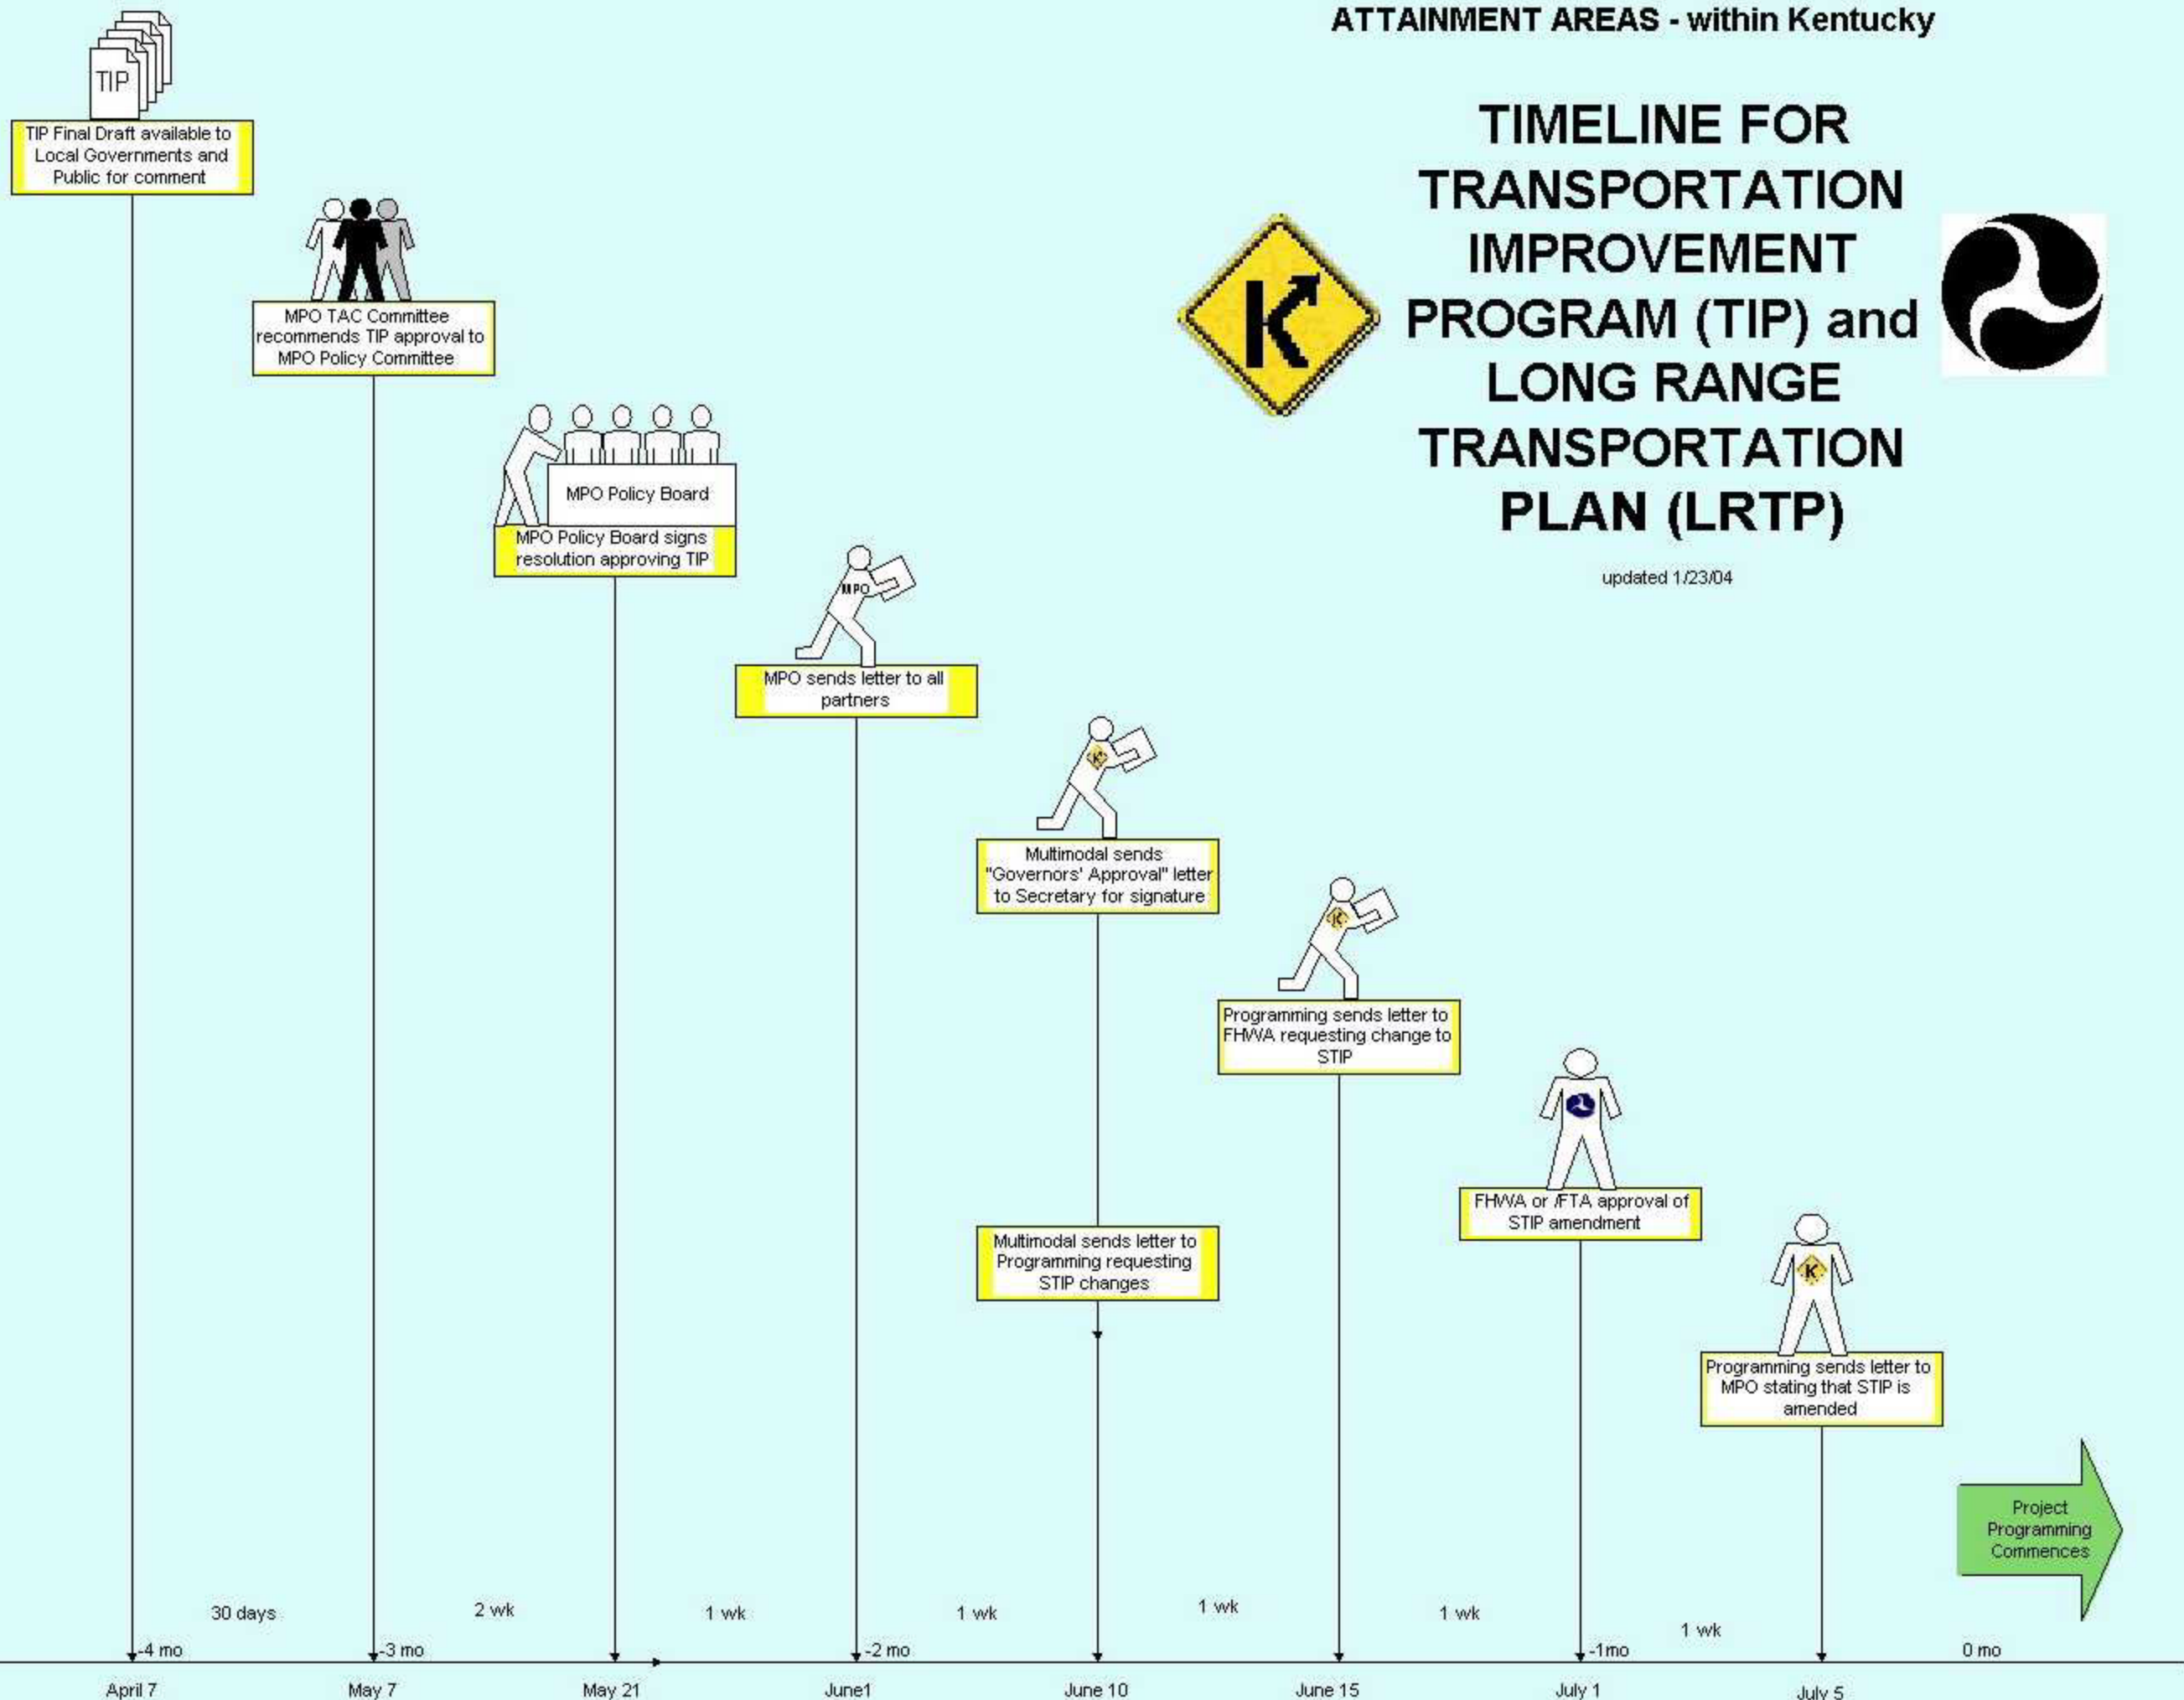 ATTAINMENT AREAS - within Kentucky
TIMELINE FOR
TRANSPORTATION
IMPROVEMENT
PROGRAM (TIP) and
LONG RANGE
TRANSPORTATION
PLAN (LRTP)
updated 1/23/04
K
TIP
TIP Final Draft available to
Local Governments and
Public for comment
MPO TAC Committee
recommends TIP approval to
MPO Policy Committee
MPO Policy Board
MPO Policy Board signs
resolution approving TIP
MPO
MPO sends letter to all
partners
K
Multimodal sends
"Governors' Approval" letter
to Secretary for signature
Multimodal sends letter to
Programming requesting
STIP changes
K
Programming sends letter to
FHWA requesting change to
STIP
FHWA or /FTA approval of
STIP amendment
K
Programming sends letter to
MPO stating that STIP is
amended
Project
Programming
Commences
30 days
2 wk
1 wk
1 wk
1 wk
1 wk
1 wk
-4 mo
-3 mo
-2 mo
-1mo
0 mo
April 7
May 7
May 21
June1
June 10
June 15
July 1
July 5